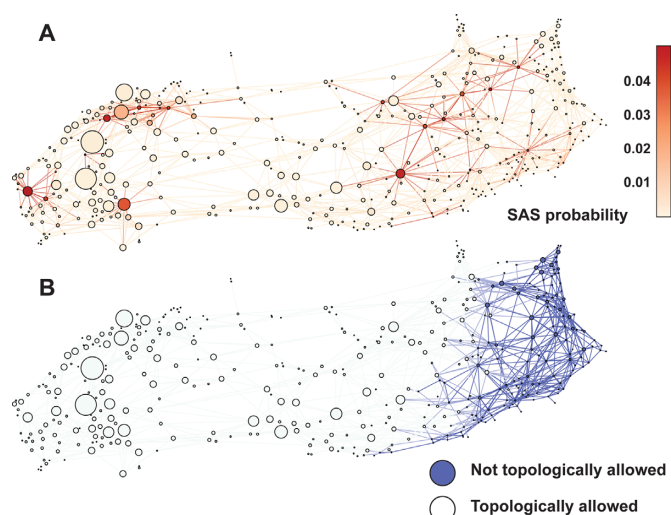 A
0.04
0.03
0.02
0.01
SAS probability
B
Not topologically allowed
Topologically allowed